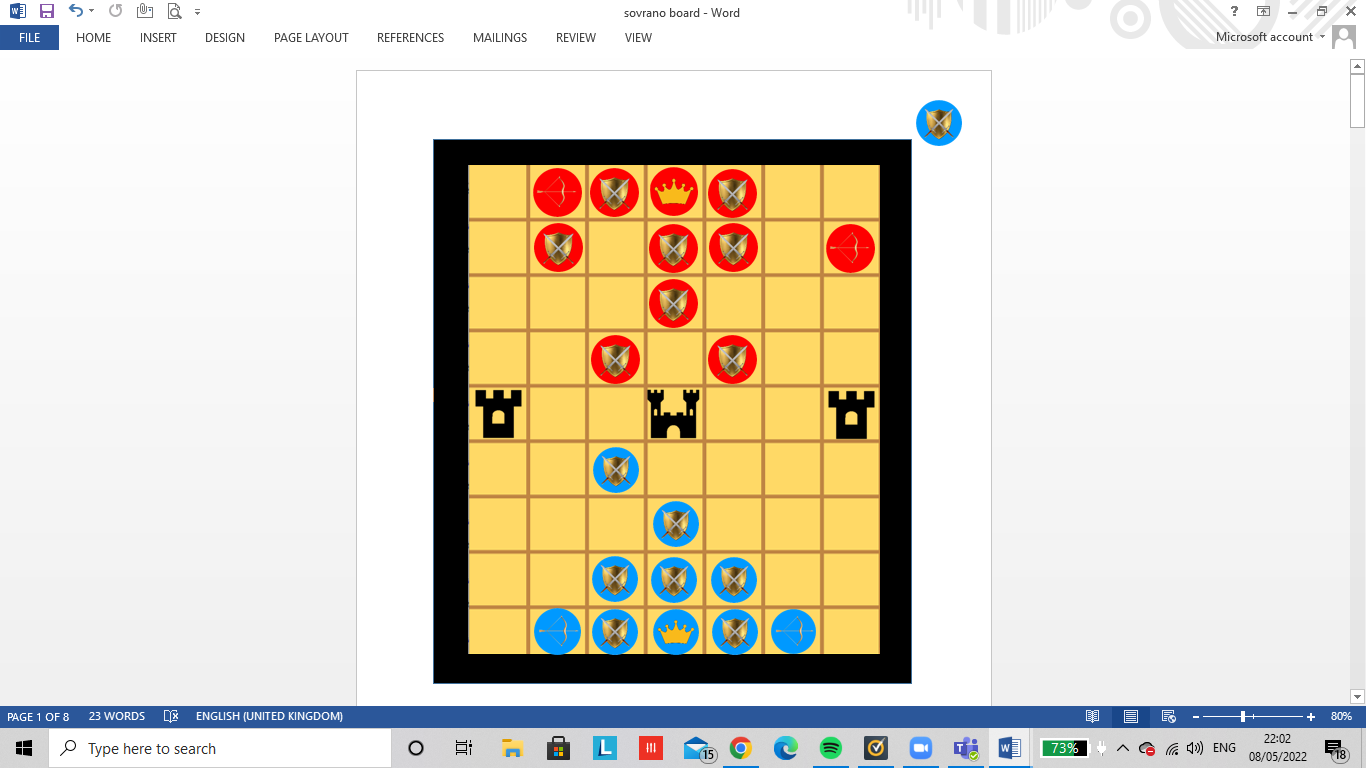 sovrano board - Word
?
FILE HOME INSERT DESIGN PAGE LAYOUT REFERENCES MAILINGS REVIEW VIEW Microsoft account
PAGE 1 OF 8 23 WORDS ENGLISH (UNITED KINGDOM) 80%
Type here to search L 15 73% ENG 22:02
08/05/2022 18